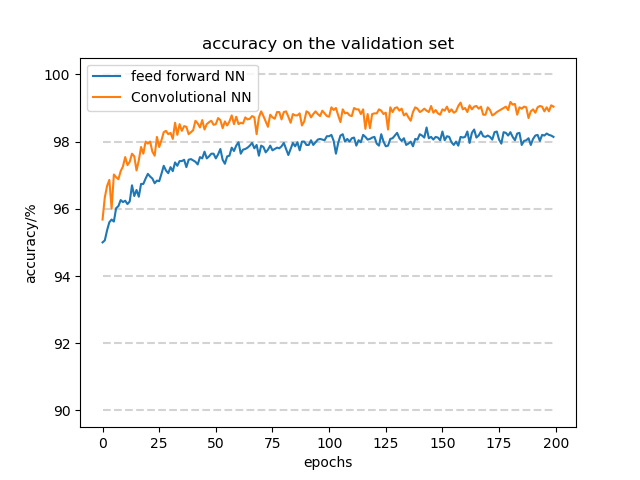 accuracy on the validation set
feed forward NN
Convolutional NN
100
98
96
94
92
90
accuracy/%
0 25 50 75 100 125 150 175 200
epochs